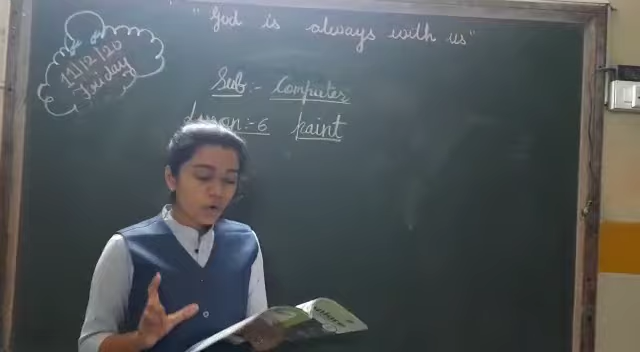 "God is always with us"
11/12/20
Friday
Sub :- Computer
Lesson :- 6 Paint